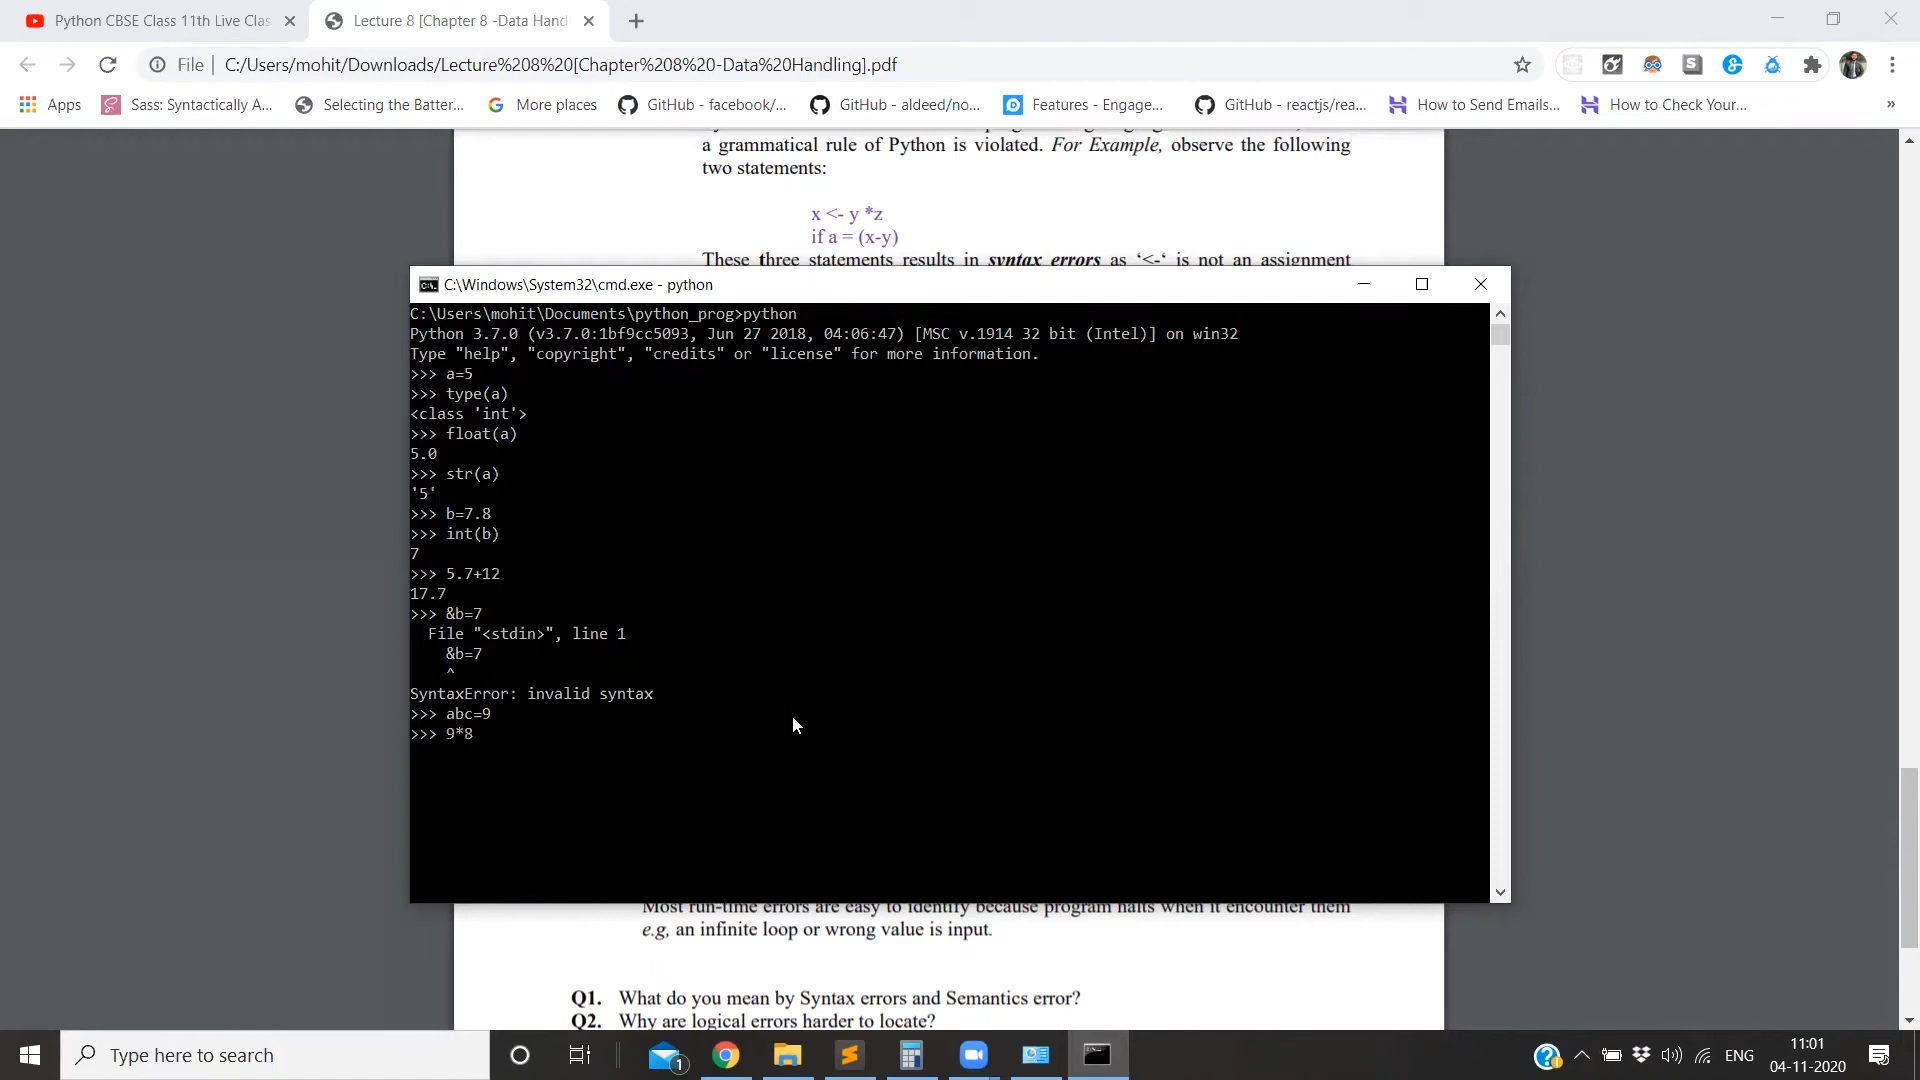 Python CBSE Class 11th Live Clas
Lecture 8 [Chapter 8 -Data Hand
File
C:/Users/mohit/Downloads/Lecture%208%20[Chapter%208%20-Data%20Handling].pdf
Apps
Sass: Syntactically A...
Selecting the Batter...
More places
GitHub - facebook/...
GitHub - aldeed/no...
Features - Engage...
GitHub - reactjs/rea...
How to Send Emails...
How to Check Your...
»
a grammatical rule of Python is violated. For Example, observe the following
two statements:
x <- y *z
if a = (x-y)
These three statements results in syntax errors as ‘<-‘ is not an assignment
C:\Windows\System32\cmd.exe - python
C:\Users\mohit\Documents\python_prog>python
Python 3.7.0 (v3.7.0:1bf9cc5093, Jun 27 2018, 04:06:47) [MSC v.1914 32 bit (Intel)] on win32
Type "help", "copyright", "credits" or "license" for more information.
>>> a=5
>>> type(a)
<class 'int'>
>>> float(a)
5.0
>>> str(a)
'5'
>>> b=7.8
>>> int(b)
7
>>> 5.7+12
17.7
>>> &b=7
File "<stdin>", line 1
&b=7
^
SyntaxError: invalid syntax
>>> abc=9
>>> 9*8
Most run-time errors are easy to identify because program halts when it encounter them
e.g, an infinite loop or wrong value is input.
Q1. What do you mean by Syntax errors and Semantics error?
Q2. Why are logical errors harder to locate?
Type here to search
1
ENG
11:01
04-11-2020